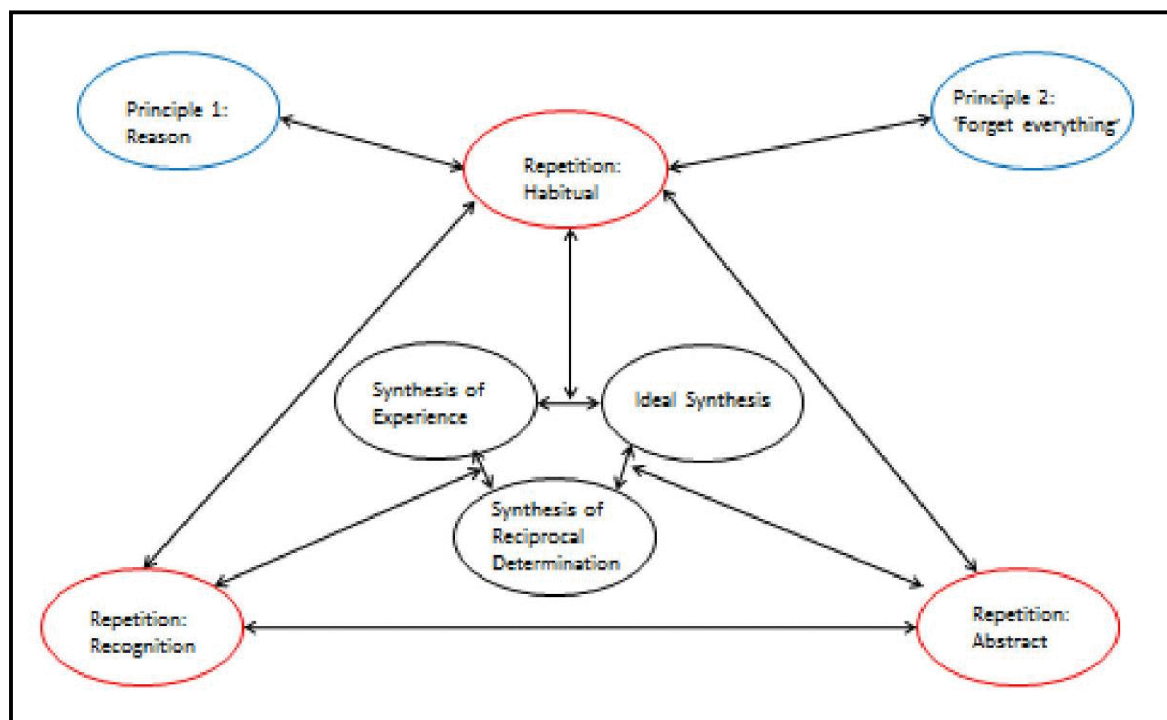 Principle 1:
Reason
Principle 2:
'Forget everything'
Repetition:
Habitual
Synthesis of
Experience
Ideal Synthesis
Synthesis of
Reciprocal
Determination
Repetition:
Recognition
Repetition:
Abstract